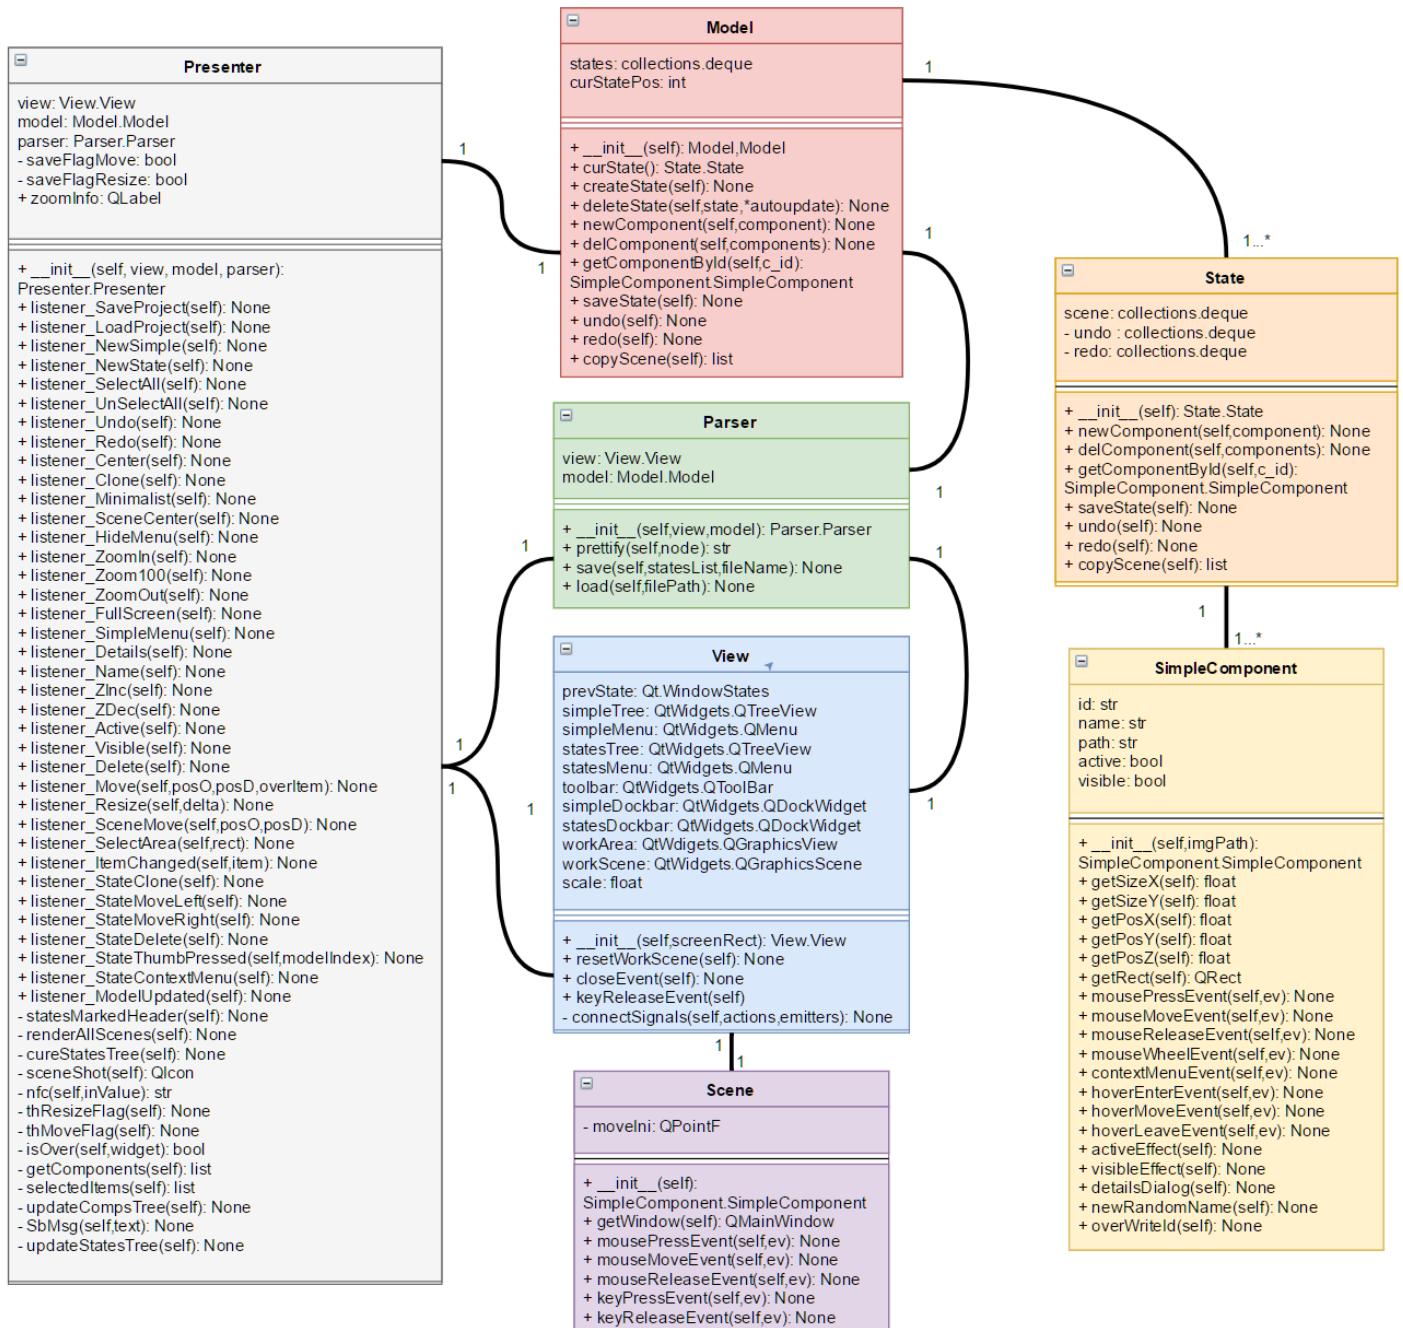 Presenter
view: View.View
model: Model.Model
parser: Parser.Parser
- saveFlagMove: bool
- saveFlagResize: bool
+ zoomInfo: QLabel
+ __init__(self, view, model, parser):
Presenter.Presenter
+ listener_SaveProject(self): None
+ listener_LoadProject(self): None
+ listener_NewSimple(self): None
+ listener_NewState(self): None
+ listener_SelectAll(self): None
+ listener_UnSelectAll(self): None
+ listener_Undo(self): None
+ listener_Redo(self): None
+ listener_Center(self): None
+ listener_Clone(self): None
+ listener_Minimalist(self): None
+ listener_SceneCenter(self): None
+ listener_HideMenu(self): None
+ listener_ZoomIn(self): None
+ listener_Zoom100(self): None
+ listener_ZoomOut(self): None
+ listener_FullScreen(self): None
+ listener_SimpleMenu(self): None
+ listener_Details(self): None
+ listener_Name(self): None
+ listener_ZInc(self): None
+ listener_ZDec(self): None
+ listener_Active(self): None
+ listener_Visible(self): None
+ listener_Delete(self): None
+ listener_Move(self,posO,posD,overItem): None
+ listener_Resize(self,delta): None
+ listener_SceneMove(self,posO,posD): None
+ listener_SelectArea(self,rect): None
+ listener_ItemChanged(self,item): None
+ listener_StateClone(self): None
+ listener_StateMoveLeft(self): None
+ listener_StateMoveRight(self): None
+ listener_StateDelete(self): None
+ listener_StateThumbPressed(self,modelIndex): None
+ listener_StateContextMenu(self): None
+ listener_ModelUpdated(self): None
- statesMarkedHeader(self): None
- renderAllScenes(self): None
- cureStatesTree(self): None
- sceneShot(self): QIcon
- nfc(self,inValue): str
- thResizeFlag(self): None
- thMoveFlag(self): None
- isOver(self,widget): bool
- getComponents(self): list
- selectedItems(self): list
- updateCompsTree(self): None
- SbMsg(self,text): None
- updateStatesTree(self): None
1
1
1
1
1
1
Model
states: collections.deque
curStatePos: int
+ __init__(self): Model,Model
+ curState(): State.State
+ createState(self): None
+ deleteState(self,state,*autoupdate): None
+ newComponent(self,component): None
+ delComponent(self,components): None
+ getComponentById(self,c_id):
SimpleComponent.SimpleComponent
+ saveState(self): None
+ undo(self): None
+ redo(self): None
+ copyScene(self): list
1
1
1
1
1
1...*
Parser
view: View.View
model: Model.Model
+ __init__(self,view,model): Parser.Parser
+ prettify(self,node): str
+ save(self,statesList,fileName): None
+ load(self,filePath): None
View
prevState: Qt.WindowStates
simpleTree: QtWidgets.QTreeView
simpleMenu: QtWidgets.QMenu
statesTree: QtWidgets.QTreeView
statesMenu: QtWidgets.QMenu
toolbar: QtWidgets.QToolBar
simpleDockbar: QtWidgets.QDockWidget
statesDockbar: QtWidgets.QDockWidget
workArea: QtWdigets.QGraphicsView
workScene: QtWidgets.QGraphicsScene
scale: float
+ __init__(self,screenRect): View.View
+ resetWorkScene(self): None
+ closeEvent(self): None
+ keyReleaseEvent(self)
- connectSignals(self,actions,emitters): None
1
1
Scene
- moveIni: QPointF
+ __init__(self):
SimpleComponent.SimpleComponent
+ getWindow(self): QMainWindow
+ mousePressEvent(self,ev): None
+ mouseMoveEvent(self,ev): None
+ mouseReleaseEvent(self,ev): None
+ keyPressEvent(self,ev): None
+ keyReleaseEvent(self,ev): None
State
scene: collections.deque
- undo : collections.deque
- redo: collections.deque
+ __init__(self): State.State
+ newComponent(self,component): None
+ delComponent(self,components): None
+ getComponentById(self,c_id):
SimpleComponent.SimpleComponent
+ saveState(self): None
+ undo(self): None
+ redo(self): None
+ copyScene(self): list
1
1...*
SimpleComponent
id: str
name: str
path: str
active: bool
visible: bool
+ __init__(self,imgPath):
SimpleComponent.SimpleComponent
+ getSizeX(self): float
+ getSizeY(self): float
+ getPosX(self): float
+ getPosY(self): float
+ getPosZ(self): float
+ getRect(self): QRect
+ mousePressEvent(self,ev): None
+ mouseMoveEvent(self,ev): None
+ mouseReleaseEvent(self,ev): None
+ mouseWheelEvent(self,ev): None
+ contextMenuEvent(self,ev): None
+ hoverEnterEvent(self,ev): None
+ hoverMoveEvent(self,ev): None
+ hoverLeaveEvent(self,ev): None
+ activeEffect(self): None
+ visibleEffect(self): None
+ detailsDialog(self): None
+ newRandomName(self): None
+ overWriteId(self): None